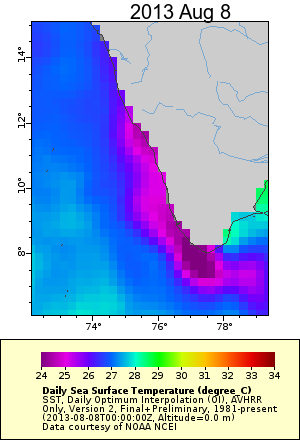 2013 Aug 8
14°
12°
10°
8°
74° 76° 78°
24 25 26 27 28 29 30 31 32 33 34
Daily Sea Surface Temperature (degree_C)
SST, Daily Optimum Interpolation (OI), AVHRR
Only, Version 2, Final+Preliminary, 1981-present
(2013-08-08T00:00:00Z, Altitude=0.0 m)
Data courtesy of NOAA NCEI